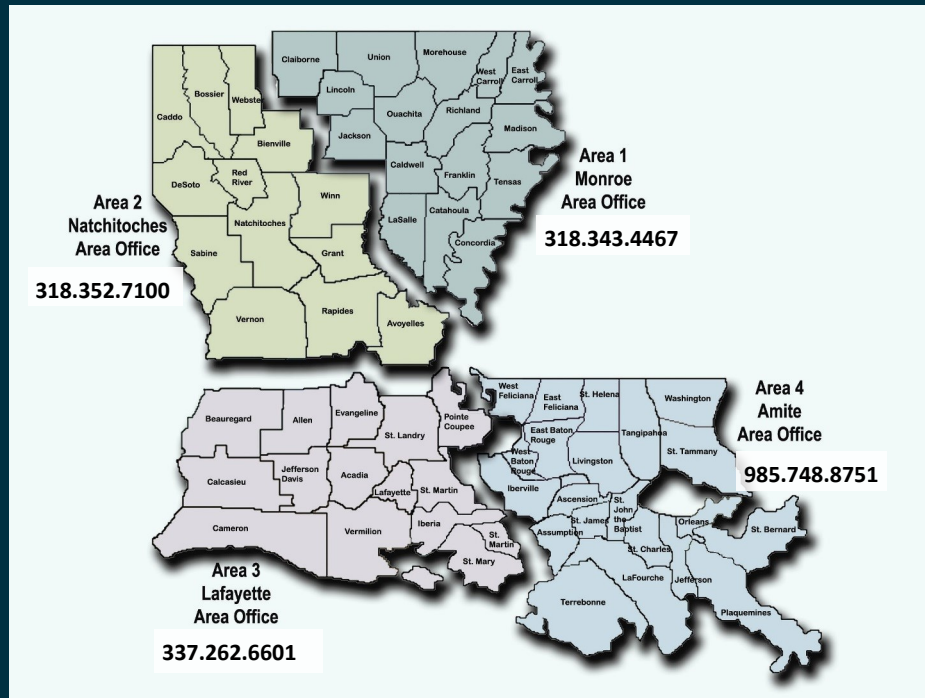 Claiborne
Union
Morehouse
West
Carroll
East
Carroll
Lincoln
Ouachita
Richland
Madison
Jackson
Caldwell
Franklin
Tensas
LaSalle
Catahoula
Concordia
Area 1
Monroe
Area Office
318.343.4467
Caddo
Bossier
Webster
Bienville
DeSoto
Red
River
Winn
Natchitoches
Sabine
Grant
Vernon
Rapides
Avoyelles
Area 2
Natchitoches
Area Office
318.352.7100
Beauregard
Allen
Evangeline
St. Landry
Pointe
Coupee
Calcasieu
Jefferson
Davis
Acadia
Lafayette
St. Martin
Cameron
Vermilion
Iberia
St.
Martin
St. Mary
Area 3
Lafayette
Area Office
337.262.6601
West
Feliciana
East
Feliciana
St. Helena
Washington
East Baton
Rouge
Tangipahoa
West
Baton
Rouge
Livingston
St. Tammany
Iberville
Ascension
St.
John
the
Baptist
St. James
Assumption
Orleans
St. Bernard
St. Charles
LaFourche
Jefferson
Terrebonne
Plaquemines
Area 4
Amite
Area Office
985.748.8751